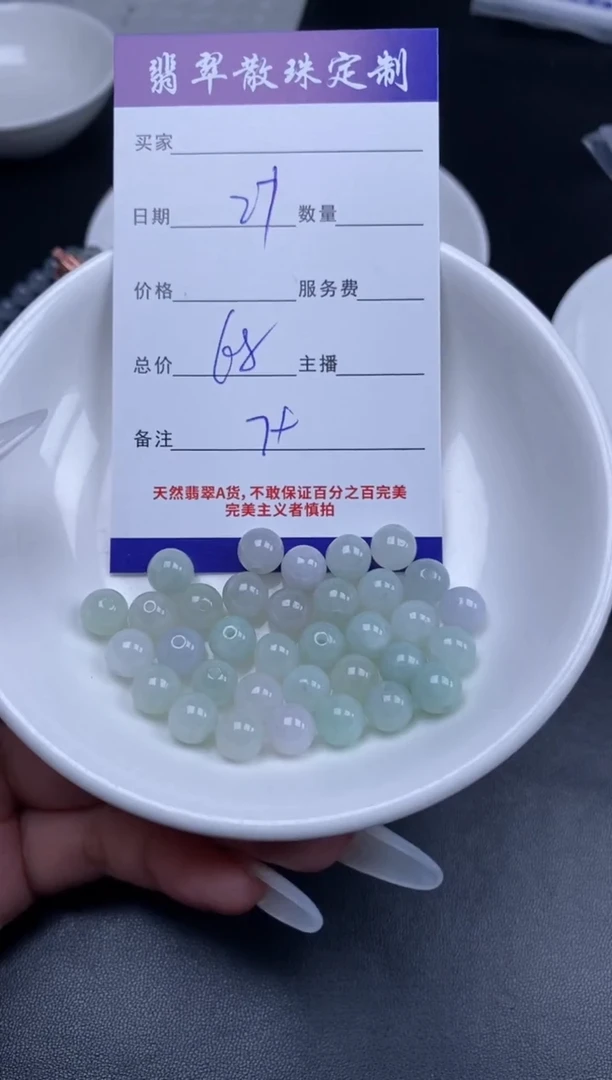 翡翠散珠定制
买家
日期 27 数量
价格 服务费
总价 68 主播
备注 7+
天然翡翠A货,不敢保证百分之百完美
完美主义者慎拍